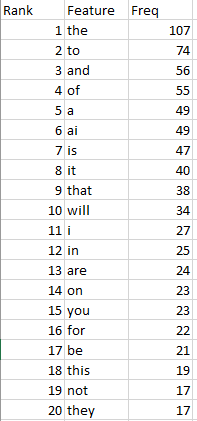 Rank Feature Freq
1 the 107
2 to 74
3 and 56
4 of 55
5 a 49
6 ai 49
7 is 47
8 it 40
9 that 38
10 will 34
11 i 27
12 in 25
13 are 24
14 on 23
15 you 23
16 for 22
17 be 21
18 this 19
19 not 17
20 they 17